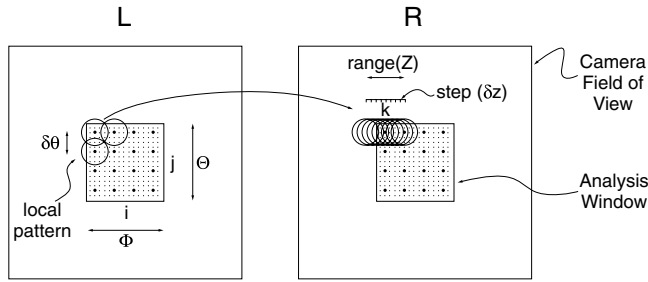 L
R
range(Z)
step (δz)
k
Camera
Field of
View
δθ
j
Θ
local
pattern
i
Φ
Analysis
Window